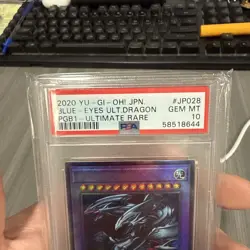 2020 YU-GI-OH! JPN. #JP028
BLUE-EYES ULT.DRAGON GEM MT
PGB1-ULTIMATE RARE 10
PSA 58518644